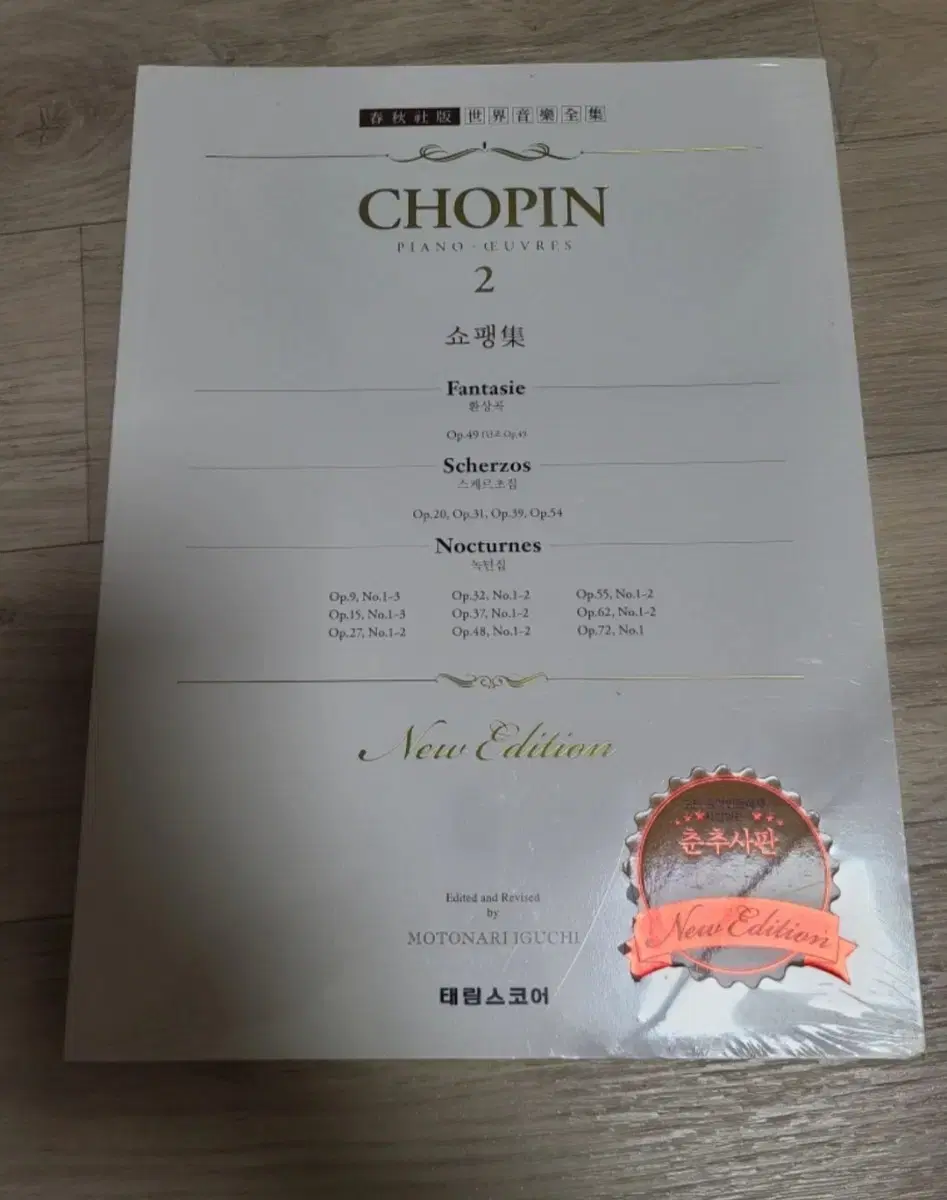 春秋社版 世界音樂全集
CHOPIN
PIANO · ŒUVRES
2
쇼팽集
Fantasie
환상곡
Op.49 f단조 Op.49
Scherzos
스케르초집
Op.20, Op.31, Op.39, Op.54
Nocturnes
녹턴집
Op.9, No.1-3 Op.32, No.1-2 Op.55, No.1-2
Op.15, No.1-3 Op.37, No.1-2 Op.62, No.1-2
Op.27, No.1-2 Op.48, No.1-2 Op.72, No.1
New Edition
춘추사판
New Edition
Edited and Revised
by
MOTONARI IGUCHI
태림스코어